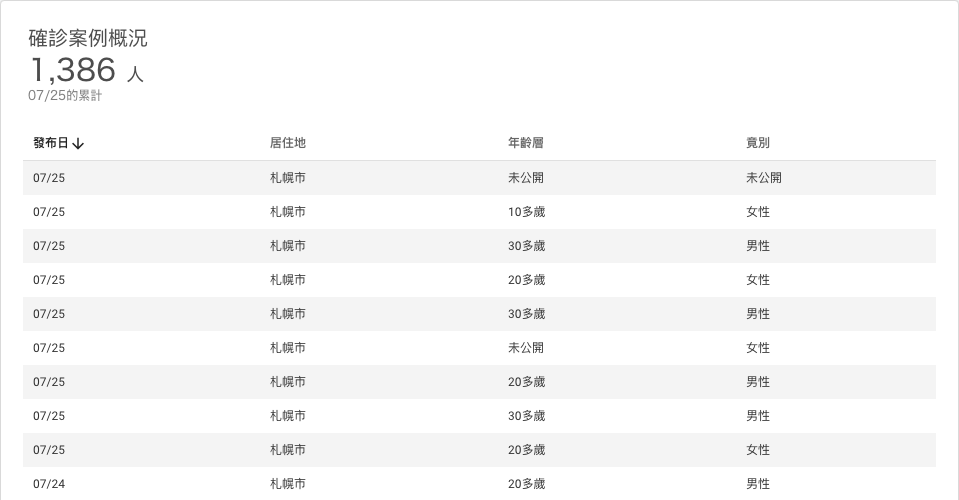 確診案例概況
1,386 人
07/25的累計
發布日↓ 居住地 年齡層 竟別
07/25 札幌市 未公開 未公開
07/25 札幌市 10多歲 女性
07/25 札幌市 30多歲 男性
07/25 札幌市 20多歲 女性
07/25 札幌市 30多歲 男性
07/25 札幌市 未公開 女性
07/25 札幌市 20多歲 男性
07/25 札幌市 30多歲 男性
07/25 札幌市 20多歲 女性
07/24 札幌市 20多歲 男性